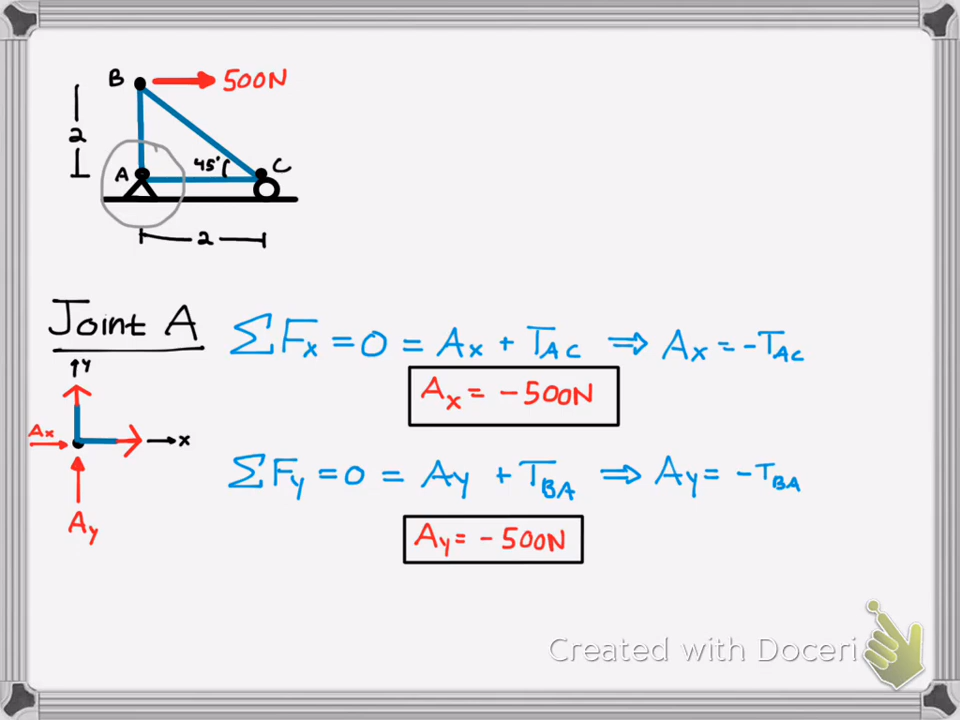 B 500N
2
A 45° C
2
Joint A
ΣFx = 0 = Ax + TAC ⇒ Ax = -TAC
Ax = -500N
↑Y
Ax
→x
ΣFy = 0 = Ay + TBA ⇒ Ay = -TBA
Ay
Ay = -500N
Created with Doceri